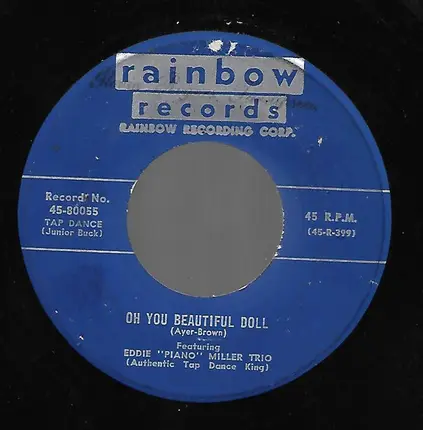 rainbow
records
RAINBOW RECORDING CORP.
Record No.
45-80055
TAP DANCE
(Junior Buck)
45 R.P.M.
(45-R-399)
OH YOU BEAUTIFUL DOLL
(Ayer-Brown)
Featuring
EDDIE "PIANO" MILLER TRIO
(Authentic Tap Dance King)